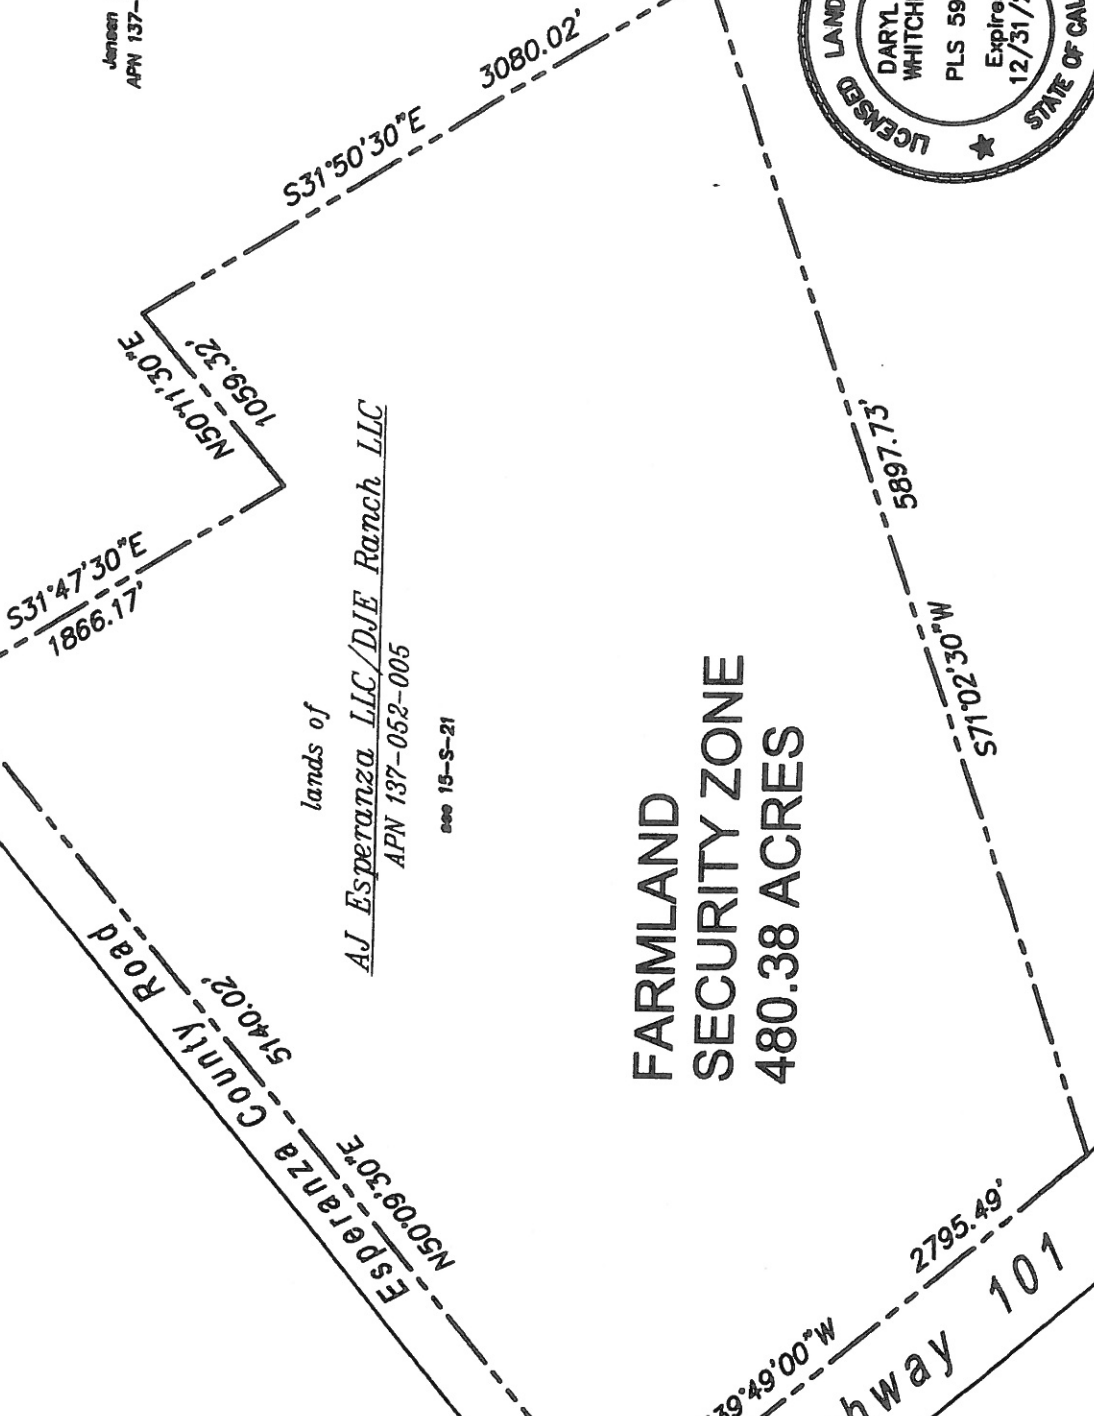 Jensen
APN 137-
3080.02'
S31°50'30"E
N50°11'30"E
1059.32'
S31°47'30"E
1866.17'
lands of
AJ Esperanza LLC/DJE Ranch LLC
APN 137-052-005
see 15-S-21
FARMLAND
SECURITY ZONE
480.38 ACRES
5897.73'
S71°02'30"W
Esperanza County Road
5140.02'
N50°09'30"E
2795.49'
39°49'00"W
hway 101
LICENSED LAND
DARYL
WHITCH
PLS 59
Expire
12/31/
STATE OF CAL